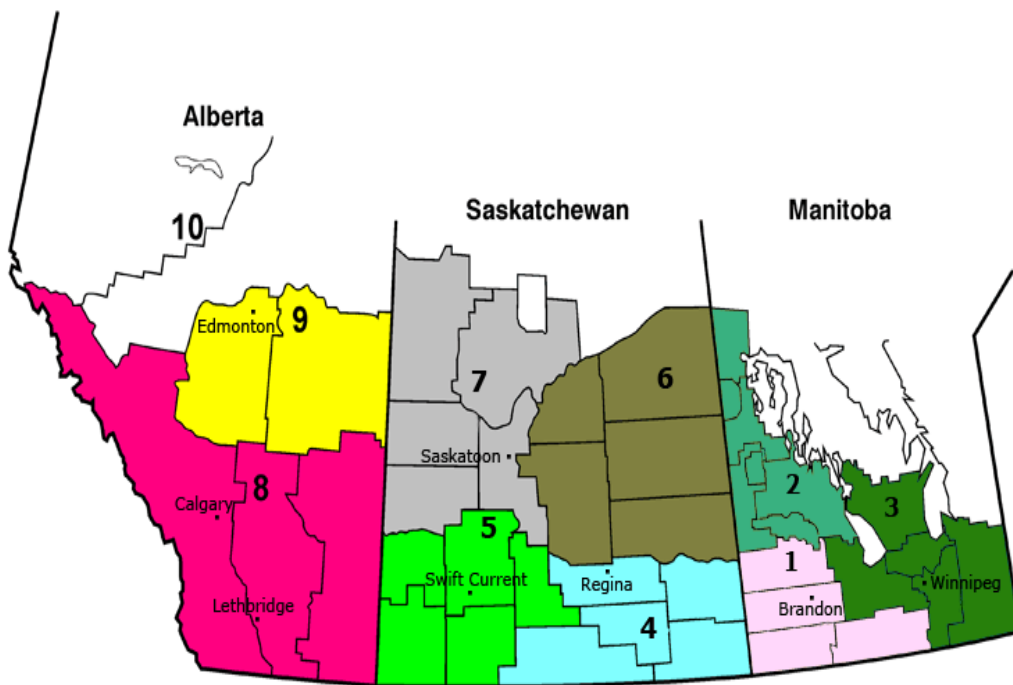 Alberta
Saskatchewan
Manitoba
10
Edmonton
9
7
6
Saskatoon
Calgary
8
2
3
5
1
Swift Current
Regina
Winnipeg
Lethbridge
4
Brandon